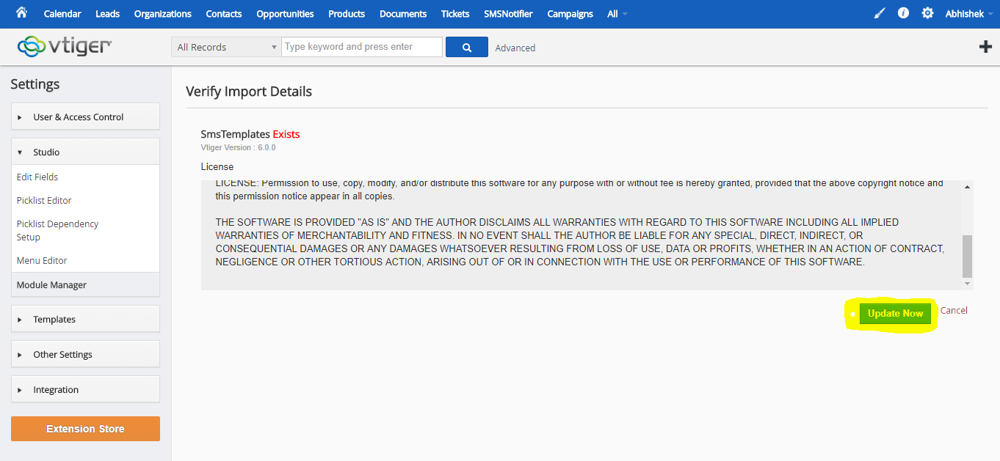 Calendar Leads Organizations Contacts Opportunities Products Documents Tickets SMSNotifier Campaigns All Abhishek
vtiger All Records Type keyword and press enter Advanced
Settings
User & Access Control
Studio
Edit Fields
Picklist Editor
Picklist Dependency
Setup
Menu Editor
Module Manager
Templates
Other Settings
Integration
Extension Store
Verify Import Details
SmsTemplates Exists
Vtiger Version : 6.0.0
License
LICENSE: Permission to use, copy, modify, and/or distribute this software for any purpose with or without fee is hereby granted, provided that the above copyright notice and
this permission notice appear in all copies.
THE SOFTWARE IS PROVIDED "AS IS" AND THE AUTHOR DISCLAIMS ALL WARRANTIES WITH REGARD TO THIS SOFTWARE INCLUDING ALL IMPLIED
WARRANTIES OF MERCHANTABILITY AND FITNESS. IN NO EVENT SHALL THE AUTHOR BE LIABLE FOR ANY SPECIAL, DIRECT, INDIRECT, OR
CONSEQUENTIAL DAMAGES OR ANY DAMAGES WHATSOEVER RESULTING FROM LOSS OF USE, DATA OR PROFITS, WHETHER IN AN ACTION OF CONTRACT,
NEGLIGENCE OR OTHER TORTIOUS ACTION, ARISING OUT OF OR IN CONNECTION WITH THE USE OR PERFORMANCE OF THIS SOFTWARE.
Update Now Cancel